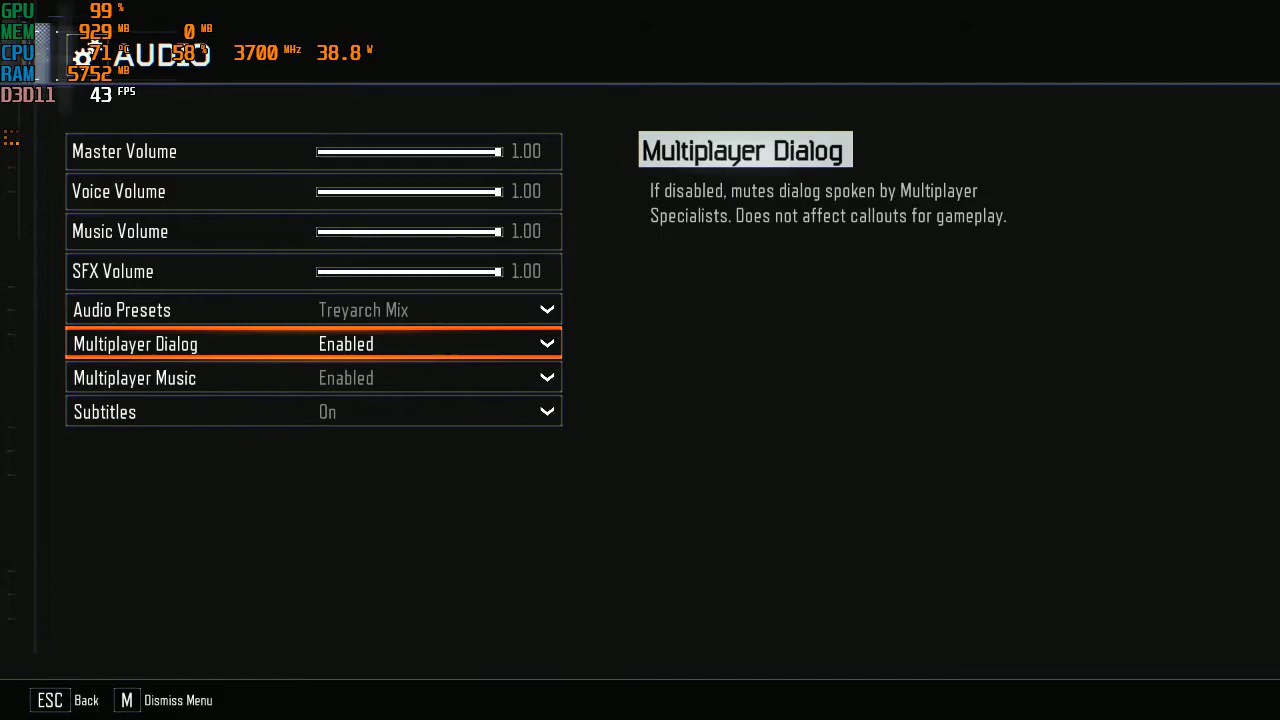 GPU 99 %
MEM 929 MB 0 MB
CPU 71 °C 58 % 3700 MHz 38.8 W
AUDIO
RAM 5752 MB
D3D11 43 FPS
Master Volume 1.00
Voice Volume 1.00
Music Volume 1.00
SFX Volume 1.00
Audio Presets Treyarch Mix
Multiplayer Dialog Enabled
Multiplayer Music Enabled
Subtitles On
Multiplayer Dialog
If disabled, mutes dialog spoken by Multiplayer
Specialists. Does not affect callouts for gameplay.
ESC Back M Dismiss Menu